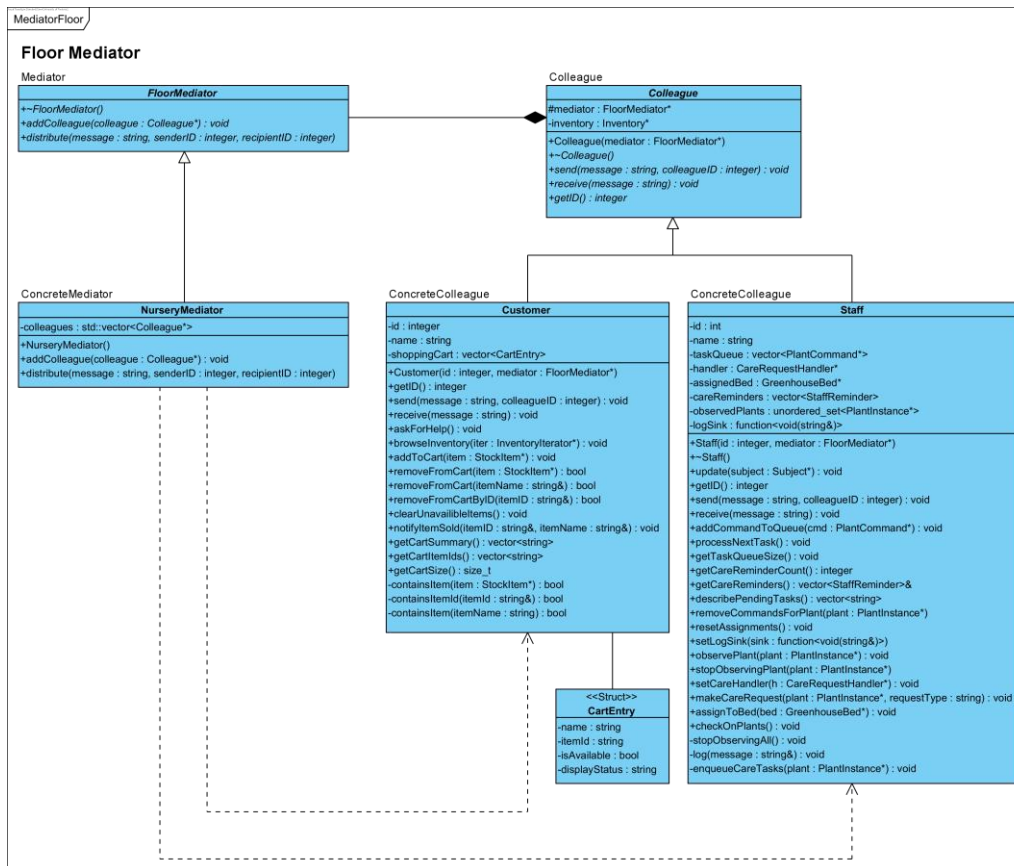 MediatorFloor
Floor Mediator
Mediator
FloorMediator
+~FloorMediator()
+addColleague(colleague : Colleague*) : void
+distribute(message : string, senderID : integer, recipientID : integer)
Colleague
Colleague
#mediator : FloorMediator*
-inventory : Inventory*
+Colleague(mediator : FloorMediator*)
+~Colleague()
+send(message : string, colleagueID : integer) : void
+receive(message : string) : void
+getID() : integer
ConcreteMediator
NurseryMediator
-colleagues : std::vector<Colleague*>
+NurseryMediator()
+addColleague(colleague : Colleague*) : void
+distribute(message : string, senderID : integer, recipientID : integer)
ConcreteColleague
Customer
-id : integer
-name : string
-shoppingCart : vector<CartEntry>
+Customer(id : integer, mediator : FloorMediator*)
+getID() : integer
+send(message : string, colleagueID : integer) : void
+receive(message : string) : void
+askForHelp() : void
+browseInventory(iter : InventoryIterator*) : void
+addToCart(item : StockItem*) : void
+removeFromCart(item : StockItem*) : bool
+removeFromCart(itemName : string&) : bool
+removeFromCartByID(itemID : string&) : bool
+clearUnavailibleItems() : void
+notifyItemSold(itemID : string&, itemName : string&) : void
+getCartSummary() : vector<string>
+getCartItemIds() : vector<string>
+getCartSize() : size_t
-containsItem(item : StockItem*) : bool
-containsItemId(itemId : string&) : bool
-containsItem(itemName : string) : bool
<<Struct>>
CartEntry
-name : string
-itemId : string
-isAvailable : bool
-displayStatus : string
ConcreteColleague
Staff
-id : int
-name : string
-taskQueue : vector<PlantCommand*>
-handler : CareRequestHandler*
-assignedBed : GreenhouseBed*
-careReminders : vector<StaffReminder>
-observedPlants : unordered_set<PlantInstance*>
-logSink : function<void(string&)>
+Staff(id : integer, mediator : FloorMediator*)
+~Staff()
+update(subject : Subject*) : void
+getID() : integer
+send(message : string, colleagueID : integer) : void
+receive(message : string) : void
+addCommandToQueue(cmd : PlantCommand*) : void
+processNextTask() : void
+getTaskQueueSize() : void
+getCareReminderCount() : integer
+getCareReminders() : vector<StaffReminder>&
+describePendingTasks() : vector<string>
+removeCommandsForPlant(plant : PlantInstance*)
+resetAssignments() : void
+setLogSink(sink : function<void(string&)>)
+observePlant(plant : PlantInstance*) : void
+stopObservingPlant(plant : PlantInstance*)
+setCareHandler(h : CareRequestHandler*) : void
+makeCareRequest(plant : PlantInstance*, requestType : string) : void
+assignToBed(bed : GreenhouseBed*) : void
+checkOnPlants() : void
-stopObservingAll() : void
-log(message : string&) : void
-enqueueCareTasks(plant : PlantInstance*) : void